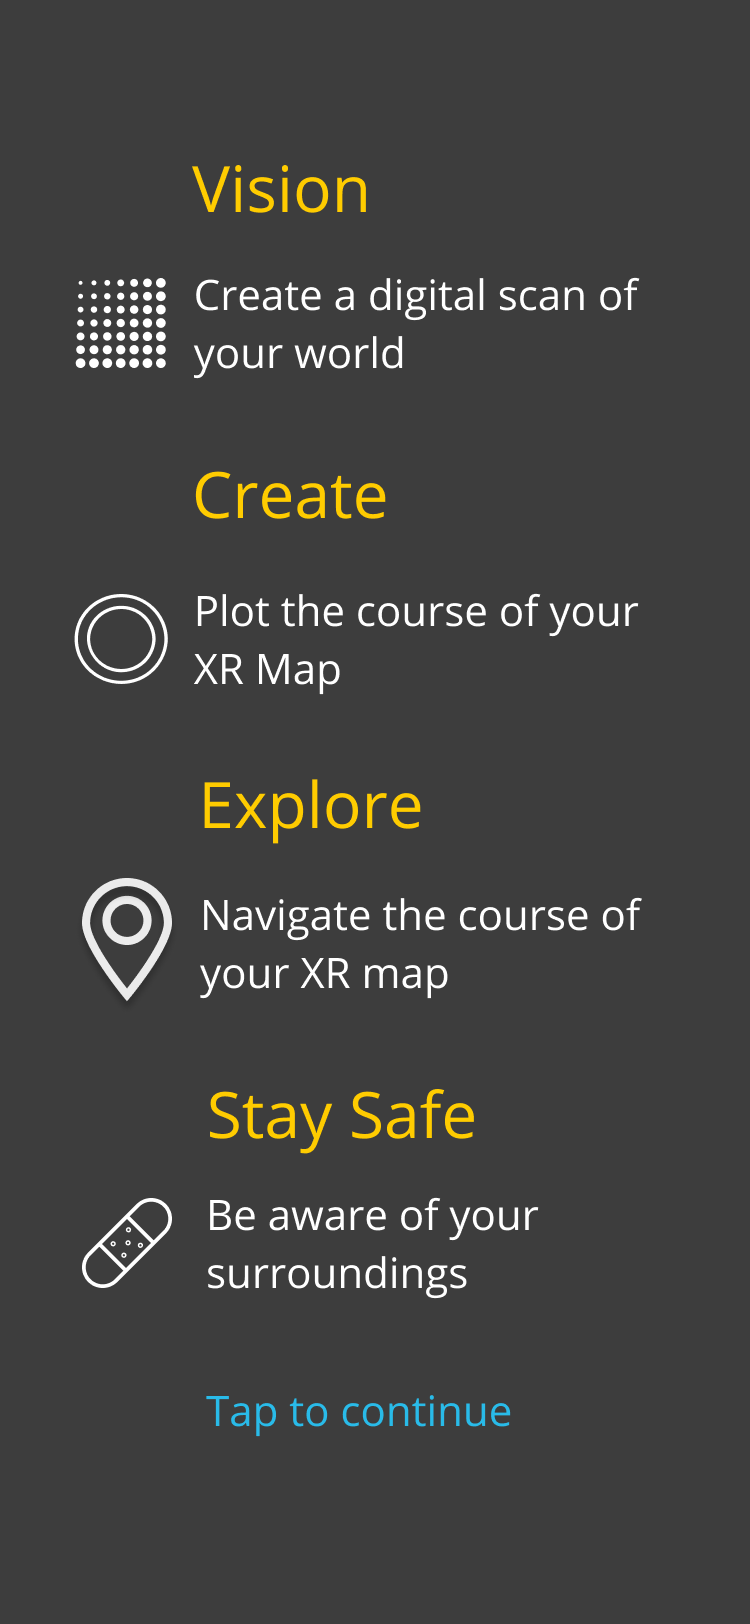 Vision
Create a digital scan of
your world
Create
Plot the course of your
XR Map
Explore
Navigate the course of
your XR map
Stay Safe
Be aware of your
surroundings
Tap to continue